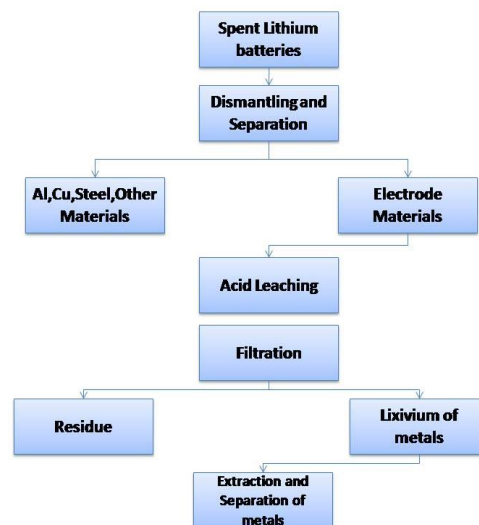 Spent Lithium
batteries
Dismantling and
Separation
Al,Cu,Steel,Other
Materials
Electrode
Materials
Acid Leaching
Filtration
Residue
Lixivium of
metals
Extraction and
Separation of
metals